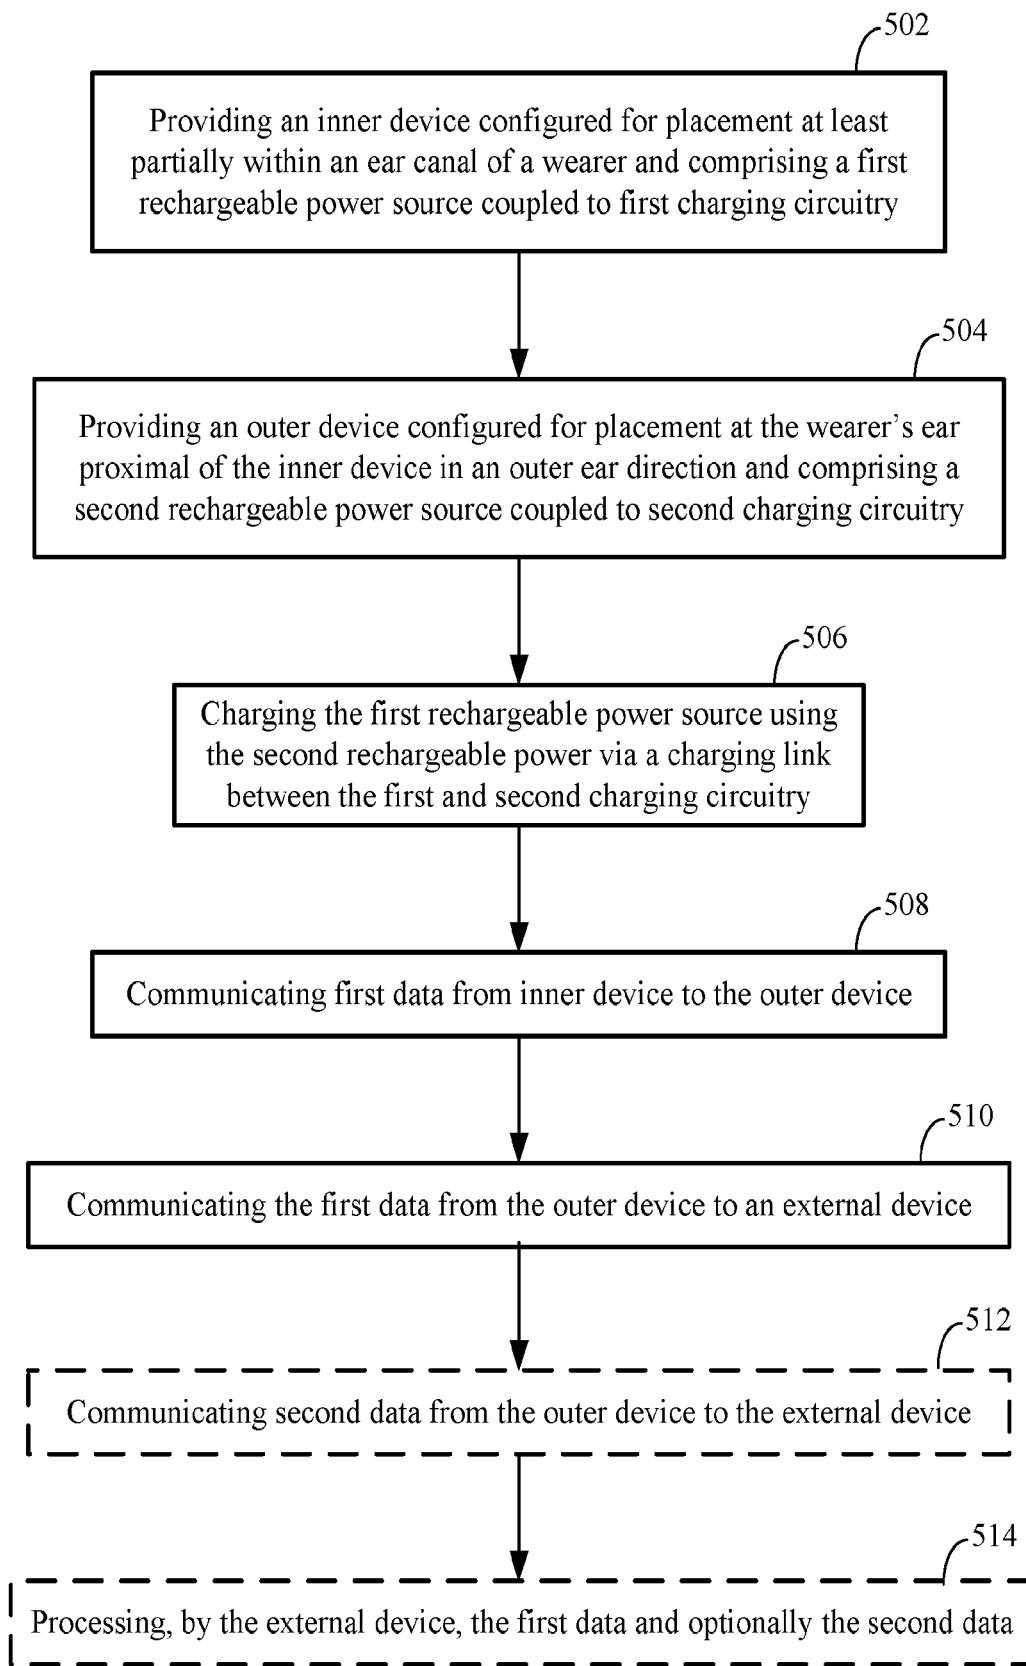 502
Providing an inner device configured for placement at least
partially within an ear canal of a wearer and comprising a first
rechargeable power source coupled to first charging circuitry
504
Providing an outer device configured for placement at the wearer’s ear
proximal of the inner device in an outer ear direction and comprising a
second rechargeable power source coupled to second charging circuitry
506
Charging the first rechargeable power source using
the second rechargeable power via a charging link
between the first and second charging circuitry
508
Communicating first data from inner device to the outer device
510
Communicating the first data from the outer device to an external device
512
Communicating second data from the outer device to the external device
514
Processing, by the external device, the first data and optionally the second data